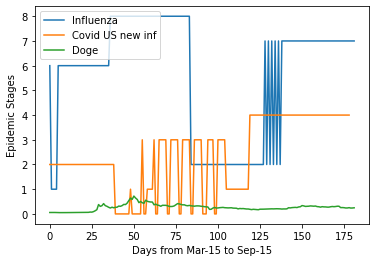 Influenza
Covid US new inf
Doge
Epidemic Stages
8
7
6
5
4
3
2
1
0
0 25 50 75 100 125 150 175
Days from Mar-15 to Sep-15